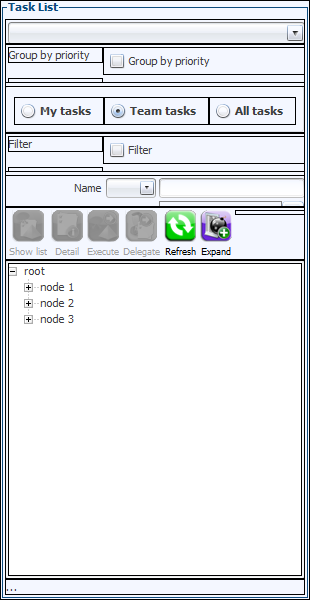 Task List
Group by priority Group by priority
My tasks Team tasks All tasks
Filter Filter
Name
Show list Detail Execute Delegate Refresh Expand
root
node 1
node 2
node 3
...